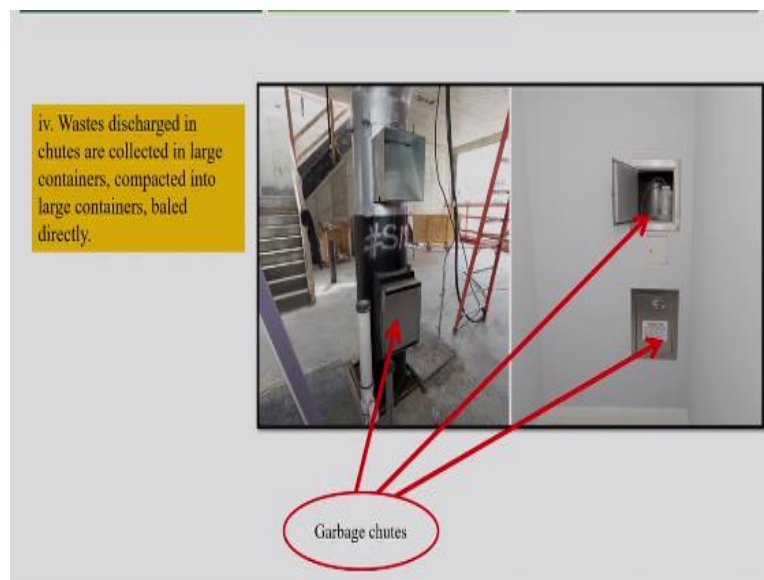 iv. Wastes discharged in
chutes are collected in large
containers, compacted into
large containers, baled
directly.
Garbage chutes